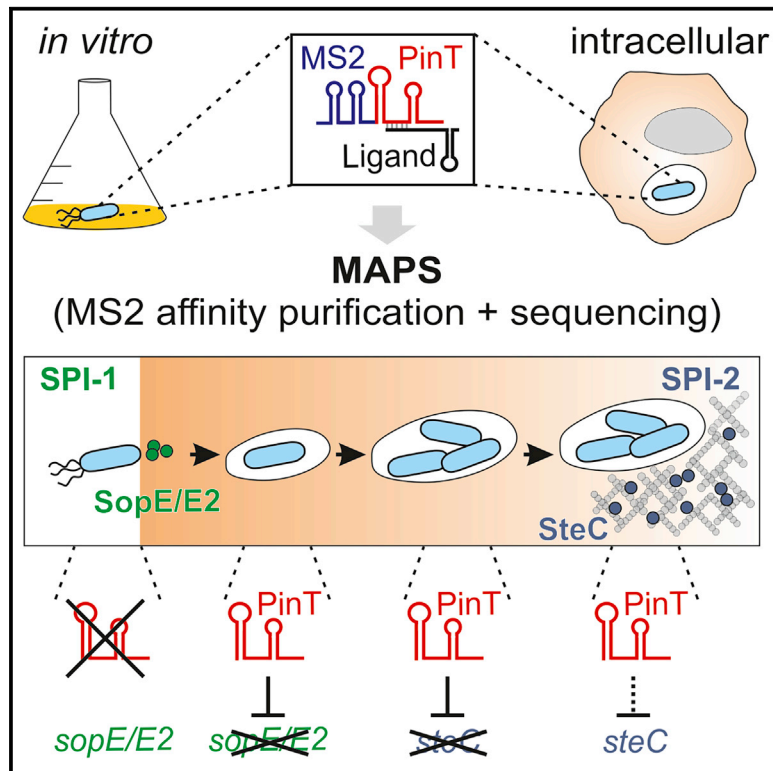 in vitro
MS2 PinT
Ligand
intracellular
MAPS
(MS2 affinity purification + sequencing)
SPI-1
SPI-2
SopE/E2
SteC
PinT
PinT
PinT
sopE/E2
sopE/E2
steC
steC